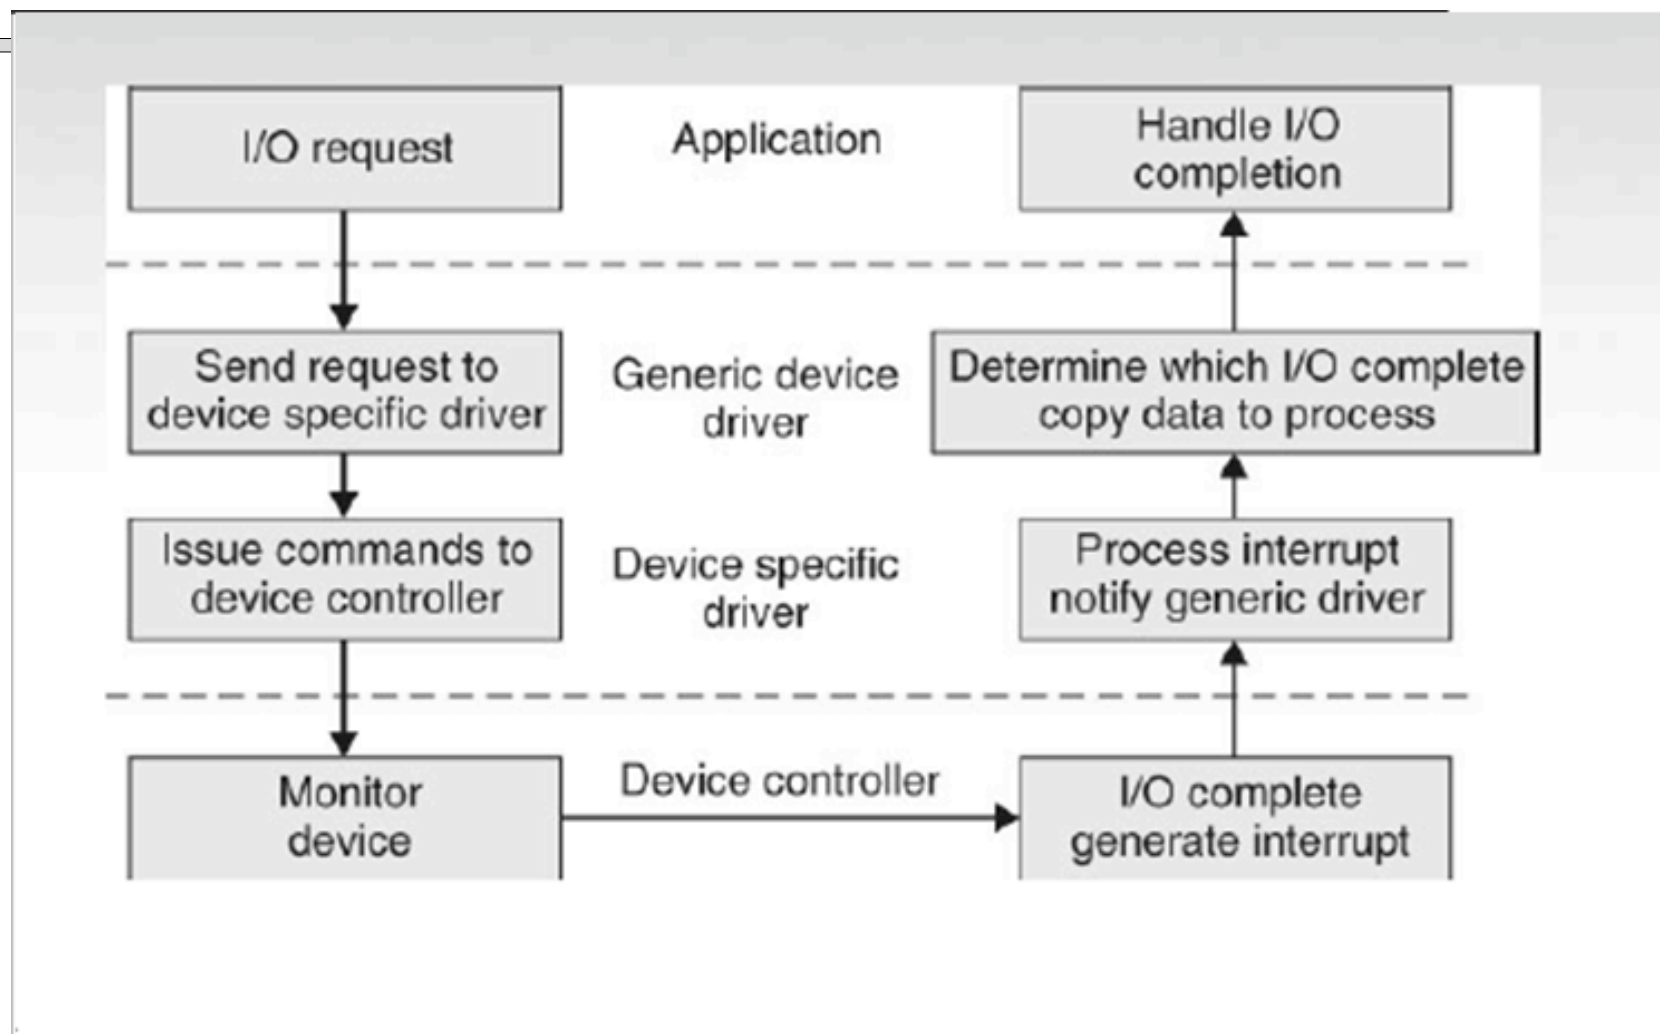 I/O request
Application
Handle I/O
completion
Send request to
device specific driver
Generic device
driver
Determine which I/O complete
copy data to process
Issue commands to
device controller
Device specific
driver
Process interrupt
notify generic driver
Monitor
device
Device controller
I/O complete
generate interrupt